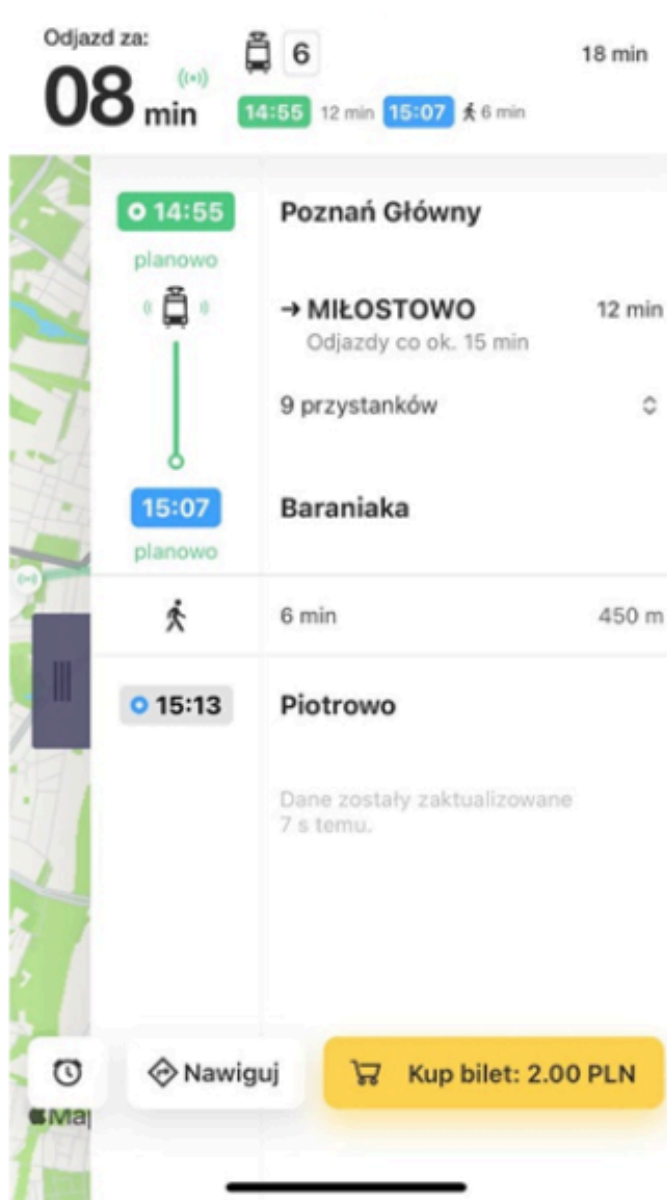 Odjazd za:
08 min
6
18 min
14:55 12 min 15:07 6 min
14:55 Poznań Główny
planowo
→ MIŁOSTOWO 12 min
Odjazdy co ok. 15 min
9 przystanków
15:07 Baraniaka
planowo
6 min 450 m
15:13 Piotrowo
Dane zostały zaktualizowane
7 s temu.
Nawiguj
Kup bilet: 2.00 PLN
Ma